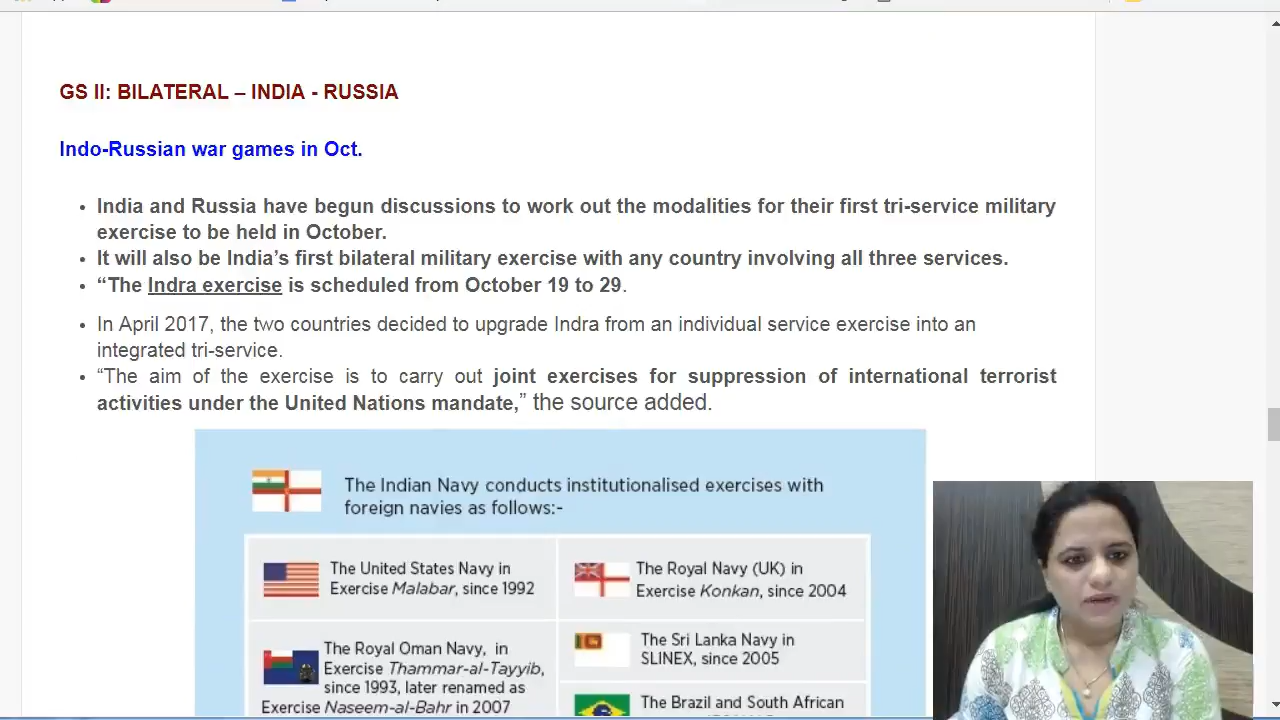 GS II: BILATERAL – INDIA - RUSSIA
Indo-Russian war games in Oct.
• India and Russia have begun discussions to work out the modalities for their first tri-service military
exercise to be held in October.
• It will also be India’s first bilateral military exercise with any country involving all three services.
• “The Indra exercise is scheduled from October 19 to 29.
• In April 2017, the two countries decided to upgrade Indra from an individual service exercise into an
integrated tri-service.
• “The aim of the exercise is to carry out joint exercises for suppression of international terrorist
activities under the United Nations mandate,” the source added.
The Indian Navy conducts institutionalised exercises with
foreign navies as follows:-
The United States Navy in
Exercise Malabar, since 1992
The Royal Navy (UK) in
Exercise Konkan, since 2004
The Royal Oman Navy, in
Exercise Thammar-al-Tayyib,
since 1993, later renamed as
Exercise Naseem-al-Bahr in 2007
The Sri Lanka Navy in
SLINEX, since 2005
The Brazil and South African